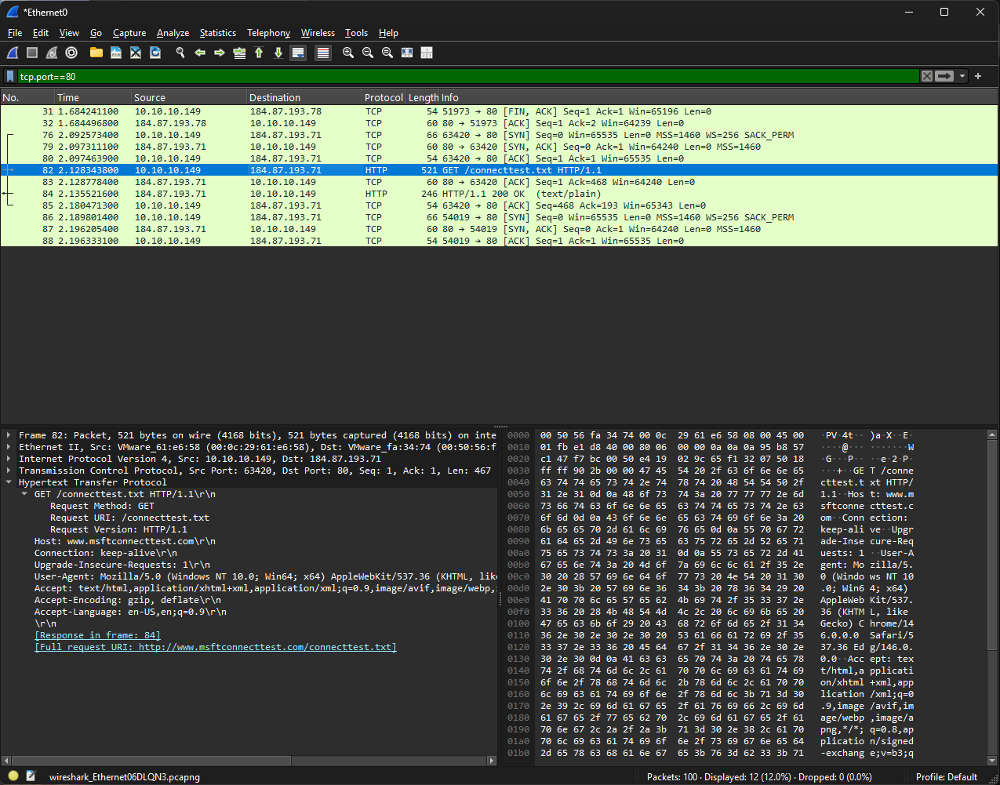 *Ethernet0
File Edit View Go Capture Analyze Statistics Telephony Wireless Tools Help
tcp.port==80
No. Time Source Destination Protocol Length Info
31 1.684241100 10.10.10.149 184.87.193.78 TCP 54 51973 → 80 [FIN, ACK] Seq=1 Ack=1 Win=65196 Len=0
32 1.684496800 184.87.193.78 10.10.10.149 TCP 60 80 → 51973 [ACK] Seq=1 Ack=2 Win=64239 Len=0
76 2.092573400 10.10.10.149 184.87.193.71 TCP 66 63420 → 80 [SYN] Seq=0 Win=65535 Len=0 MSS=1460 WS=256 SACK_PERM
79 2.097311100 184.87.193.71 10.10.10.149 TCP 60 80 → 63420 [SYN, ACK] Seq=0 Ack=1 Win=64240 Len=0 MSS=1460
80 2.097463900 10.10.10.149 184.87.193.71 TCP 54 63420 → 80 [ACK] Seq=1 Ack=1 Win=65535 Len=0
82 2.128343800 10.10.10.149 184.87.193.71 HTTP 521 GET /connecttest.txt HTTP/1.1
83 2.128778400 184.87.193.71 10.10.10.149 TCP 60 80 → 63420 [ACK] Seq=1 Ack=468 Win=64240 Len=0
84 2.135521600 184.87.193.71 10.10.10.149 HTTP 246 HTTP/1.1 200 OK (text/plain)
85 2.180471300 10.10.10.149 184.87.193.71 TCP 54 63420 → 80 [ACK] Seq=468 Ack=193 Win=65343 Len=0
86 2.189801400 10.10.10.149 184.87.193.71 TCP 66 54019 → 80 [SYN] Seq=0 Win=65535 Len=0 MSS=1460 WS=256 SACK_PERM
87 2.196205400 184.87.193.71 10.10.10.149 TCP 60 80 → 54019 [SYN, ACK] Seq=0 Ack=1 Win=64240 Len=0 MSS=1460
88 2.196333100 10.10.10.149 184.87.193.71 TCP 54 54019 → 80 [ACK] Seq=1 Ack=1 Win=65535 Len=0
Frame 82: Packet, 521 bytes on wire (4168 bits), 521 bytes captured (4168 bits) on inte
Ethernet II, Src: VMware_61:e6:58 (00:0c:29:61:e6:58), Dst: VMware_fa:34:74 (00:50:56:f
Internet Protocol Version 4, Src: 10.10.10.149, Dst: 184.87.193.71
Transmission Control Protocol, Src Port: 63420, Dst Port: 80, Seq: 1, Ack: 1, Len: 467
Hypertext Transfer Protocol
GET /connecttest.txt HTTP/1.1\r\n
Request Method: GET
Request URI: /connecttest.txt
Request Version: HTTP/1.1
Host: www.msftconnecttest.com\r\n
Connection: keep-alive\r\n
Upgrade-Insecure-Requests: 1\r\n
User-Agent: Mozilla/5.0 (Windows NT 10.0; Win64; x64) AppleWebKit/537.36 (KHTML, lik
Accept: text/html,application/xhtml+xml,application/xml;q=0.9,image/avif,image/webp,
Accept-Encoding: gzip, deflate\r\n
Accept-Language: en-US,en;q=0.9\r\n
\r\n
[Response in frame: 84]
[Full request URI: http://www.msftconnecttest.com/connecttest.txt]
0000 00 50 56 fa 34 74 00 0c 29 61 e6 58 08 00 45 00 ·PV·4t·· )a·X··E·
0010 01 fb e1 d8 40 00 80 06 00 00 0a 0a 0a 95 b8 57 ····@··· ·······W
0020 c1 47 f7 bc 00 50 e4 19 02 9c 65 f1 32 07 50 18 ·G···P·· ··e·2·P·
0030 ff ff 90 2b 00 00 47 45 54 20 2f 63 6f 6e 6e 65 ···+··GE T /conne
0040 63 74 74 65 73 74 2e 74 78 74 20 48 54 54 50 2f cttest.t xt HTTP/
0050 31 2e 31 0d 0a 48 6f 73 74 3a 20 77 77 77 2e 6d 1.1··Hos t: www.m
0060 73 66 74 63 6f 6e 6e 65 63 74 74 65 73 74 2e 63 sftconne cttest.c
0070 6f 6d 0d 0a 43 6f 6e 6e 65 63 74 69 6f 6e 3a 20 om··Conn ection:
0080 6b 65 65 70 2d 61 6c 69 76 65 0d 0a 55 70 67 72 keep-ali ve··Upgr
0090 61 64 65 2d 49 6e 73 65 63 75 72 65 2d 52 65 71 ade-Inse cure-Req
00a0 75 65 73 74 73 3a 20 31 0d 0a 55 73 65 72 2d 41 uests: 1 ··User-A
00b0 67 65 6e 74 3a 20 4d 6f 7a 69 6c 6c 61 2f 35 2e gent: Mo zilla/5.
00c0 30 20 28 57 69 6e 64 6f 77 73 20 4e 54 20 31 30 0 (Windo ws NT 10
00d0 2e 30 3b 20 57 69 6e 36 34 3b 20 78 36 34 29 20 .0; Win6 4; x64)
00e0 41 70 70 6c 65 57 65 62 4b 69 74 2f 35 33 37 2e AppleWeb Kit/537.
00f0 33 36 20 28 4b 48 54 4d 4c 2c 20 6c 69 6b 65 20 36 (KHTM L, like
0100 47 65 63 6b 6f 29 20 43 68 72 6f 6d 65 2f 31 34 Gecko) C hrome/14
0110 36 2e 30 2e 30 2e 30 20 53 61 66 61 72 69 2f 35 6.0.0.0 Safari/5
0120 33 37 2e 33 36 20 45 64 67 2f 31 34 36 2e 30 2e 37.36 Ed g/146.0.
0130 30 2e 30 0d 0a 41 63 63 65 70 74 3a 20 74 65 78 0.0··Acc ept: tex
0140 74 2f 68 74 6d 6c 2c 61 70 70 6c 69 63 61 74 69 t/html,a pplicati
0150 6f 6e 2f 78 68 74 6d 6c 2b 78 6d 6c 2c 61 70 70 on/xhtml +xml,app
0160 6c 69 63 61 74 69 6f 6e 2f 78 6d 6c 3b 71 3d 30 lication /xml;q=0
0170 2e 39 2c 69 6d 61 67 65 2f 61 76 69 66 2c 69 6d .9,image /avif,im
0180 61 67 65 2f 77 65 62 70 2c 69 6d 61 67 65 2f 61 age/webp ,image/a
0190 70 6e 67 2c 2a 2f 2a 3b 71 3d 30 2e 38 2c 61 70 png,*/*; q=0.8,ap
01a0 70 6c 69 63 61 74 69 6f 6e 2f 73 69 67 6e 65 64 plicatio n/signed
01b0 2d 65 78 63 68 61 6e 67 65 3b 76 3d 62 33 3b 71 -exchang e;v=b3;q
wireshark_Ethernet06DLQN3.pcapng
Packets: 100 · Displayed: 12 (12.0%) · Dropped: 0 (0.0%)
Profile: Default